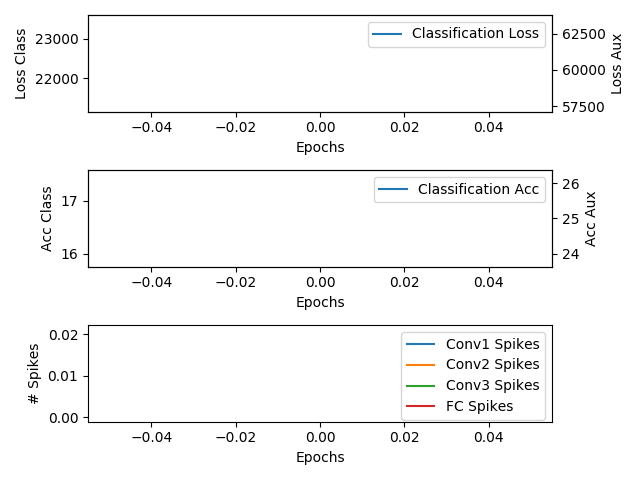 Loss Class
23000
22000
Classification Loss
62500
60000
57500
Loss Aux
−0.04 −0.02 0.00 0.02 0.04
Epochs
Acc Class
17
16
Classification Acc
26
25
24
Acc Aux
−0.04 −0.02 0.00 0.02 0.04
Epochs
# Spikes
0.02
0.01
0.00
Conv1 Spikes
Conv2 Spikes
Conv3 Spikes
FC Spikes
−0.04 −0.02 0.00 0.02 0.04
Epochs